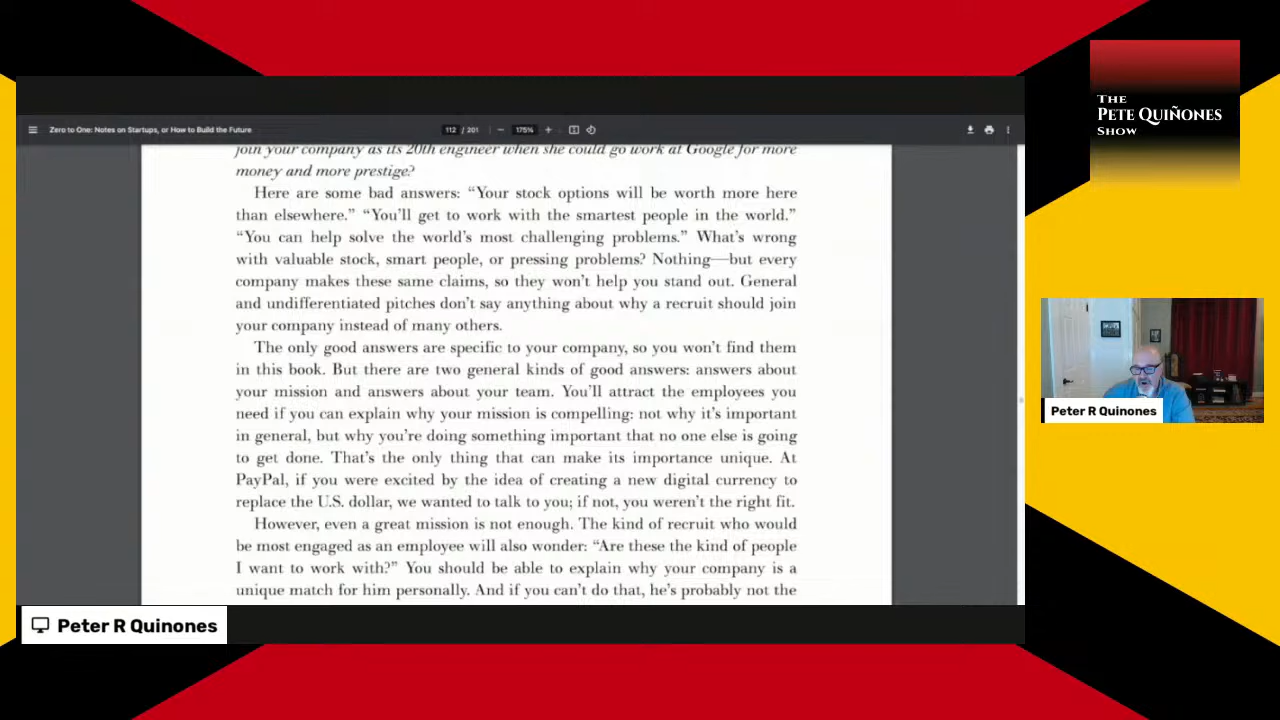 THE
PETE QUIÑONES
SHOW
Zero to One: Notes on Startups, or How to Build the Future
112 / 201
175%
join your company as its 20th engineer when she could go work at Google for more
money and more prestige?
Here are some bad answers: “Your stock options will be worth more here
than elsewhere.” “You’ll get to work with the smartest people in the world.”
“You can help solve the world’s most challenging problems.” What’s wrong
with valuable stock, smart people, or pressing problems? Nothing—but every
company makes these same claims, so they won’t help you stand out. General
and undifferentiated pitches don’t say anything about why a recruit should join
your company instead of many others.
The only good answers are specific to your company, so you won’t find them
in this book. But there are two general kinds of good answers: answers about
your mission and answers about your team. You’ll attract the employees you
need if you can explain why your mission is compelling: not why it’s important
in general, but why you’re doing something important that no one else is going
to get done. That’s the only thing that can make its importance unique. At
PayPal, if you were excited by the idea of creating a new digital currency to
replace the U.S. dollar, we wanted to talk to you; if not, you weren’t the right fit.
However, even a great mission is not enough. The kind of recruit who would
be most engaged as an employee will also wonder: “Are these the kind of people
I want to work with?” You should be able to explain why your company is a
unique match for him personally. And if you can’t do that, he’s probably not the
Peter R Quinones
Peter R Quinones